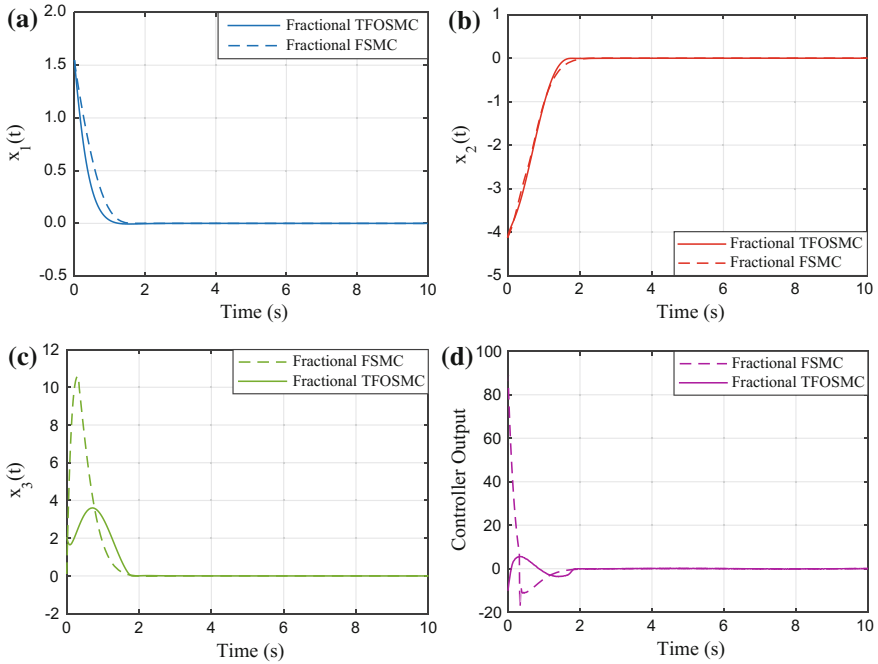 (a)
2.0
1.5
1.0
0.5
0.0
-0.5
x1(t)
0 2 4 6 8 10
Time (s)
Fractional TFOSMC
Fractional FSMC
(b)
2
1
0
-1
-2
-3
-4
-5
x2(t)
0 2 4 6 8 10
Time (s)
Fractional TFOSMC
Fractional FSMC
(c)
12
10
8
6
4
2
0
-2
x3(t)
0 2 4 6 8 10
Time (s)
Fractional FSMC
Fractional TFOSMC
(d)
100
80
60
40
20
0
-20
Controller Output
0 2 4 6 8 10
Time (s)
Fractional FSMC
Fractional TFOSMC